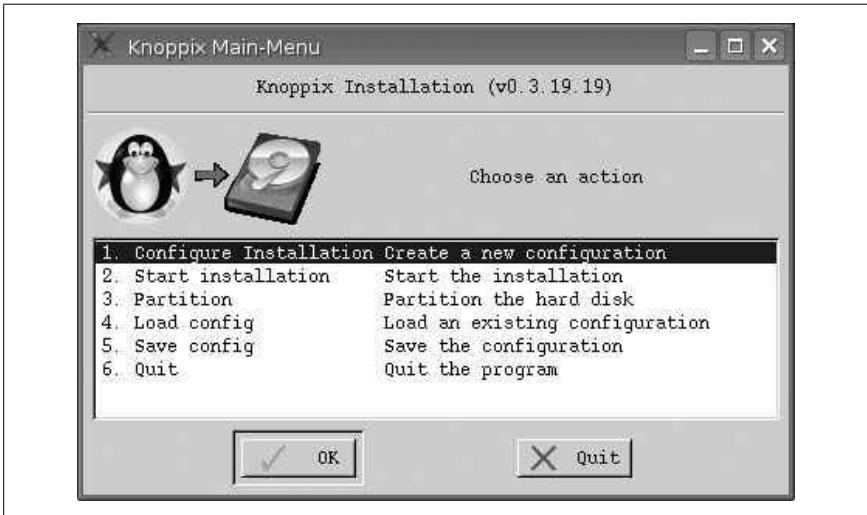 Knoppix Main-Menu
Knoppix Installation (v0.3.19.19)
Choose an action
1. Configure Installation Create a new configuration
2. Start installation Start the installation
3. Partition Partition the hard disk
4. Load config Load an existing configuration
5. Save config Save the configuration
6. Quit Quit the program
OK Quit